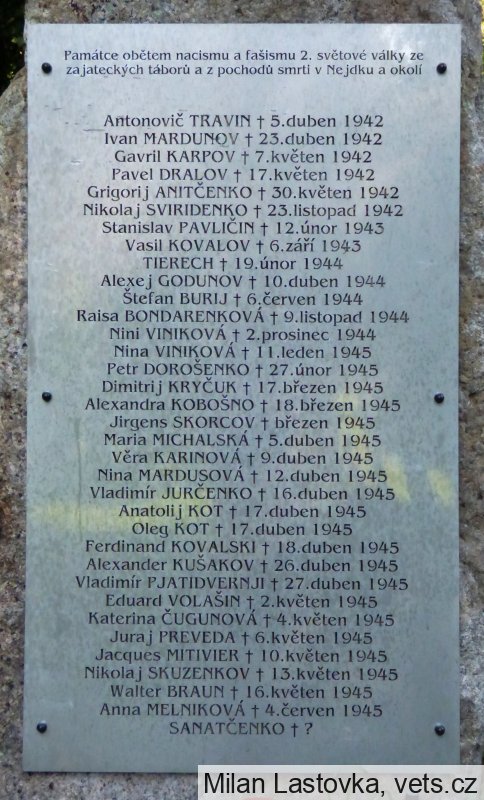 Památce obětem nacismu a fašismu 2. světové války ze
zajateckých táborů a z pochodů smrti v Nejdku a okolí
Antonovič TRAVIN † 5.duben 1942
Ivan MARDUNOV † 23.duben 1942
Gavril KARPOV † 7.květen 1942
Pavel DRALOV † 17.květen 1942
Grigorij ANITČENKO † 30.květen 1942
Nikolaj SVIRIDENKO † 23.listopad 1942
Stanislav PAVLIČIN † 12.únor 1943
Vasil KOVALOV † 6.září 1943
TIERECH † 19.únor 1944
Alexej GODUNOV † 10.duben 1944
Štefan BURIJ † 6.červen 1944
Raisa BONDARENKOVÁ † 9.listopad 1944
Nini VINIKOVÁ † 2.prosinec 1944
Nina VINIKOVÁ † 11.leden 1945
Petr DOROŠENKO † 27.únor 1945
Dimitrij KRYČUK † 17.březen 1945
Alexandra KOBOŠNO † 18.březen 1945
Jirgens SKORCOV † březen 1945
Maria MICHALSKÁ † 5.duben 1945
Věra KARINOVÁ † 9.duben 1945
Nina MARDUSOVÁ † 12.duben 1945
Vladimír JURČENKO † 16.duben 1945
Anatolij KOT † 17.duben 1945
Oleg KOT † 17.duben 1945
Ferdinand KOVALSKI † 18.duben 1945
Alexander KUŠAKOV † 26.duben 1945
Vladimír PJATIDVERNJI † 27.duben 1945
Eduard VOLAŠIN † 2.květen 1945
Katerina ČUGUNOVÁ † 4.květen 1945
Juraj PREVEDA † 6.květen 1945
Jacques MITIVIER † 10.květen 1945
Nikolaj SKUZENKOV † 13.květen 1945
Walter BRAUN † 16.květen 1945
Anna MELNIKOVÁ † 4.červen 1945
SANATČENKO † ?
Milan Lastovka, vets.cz